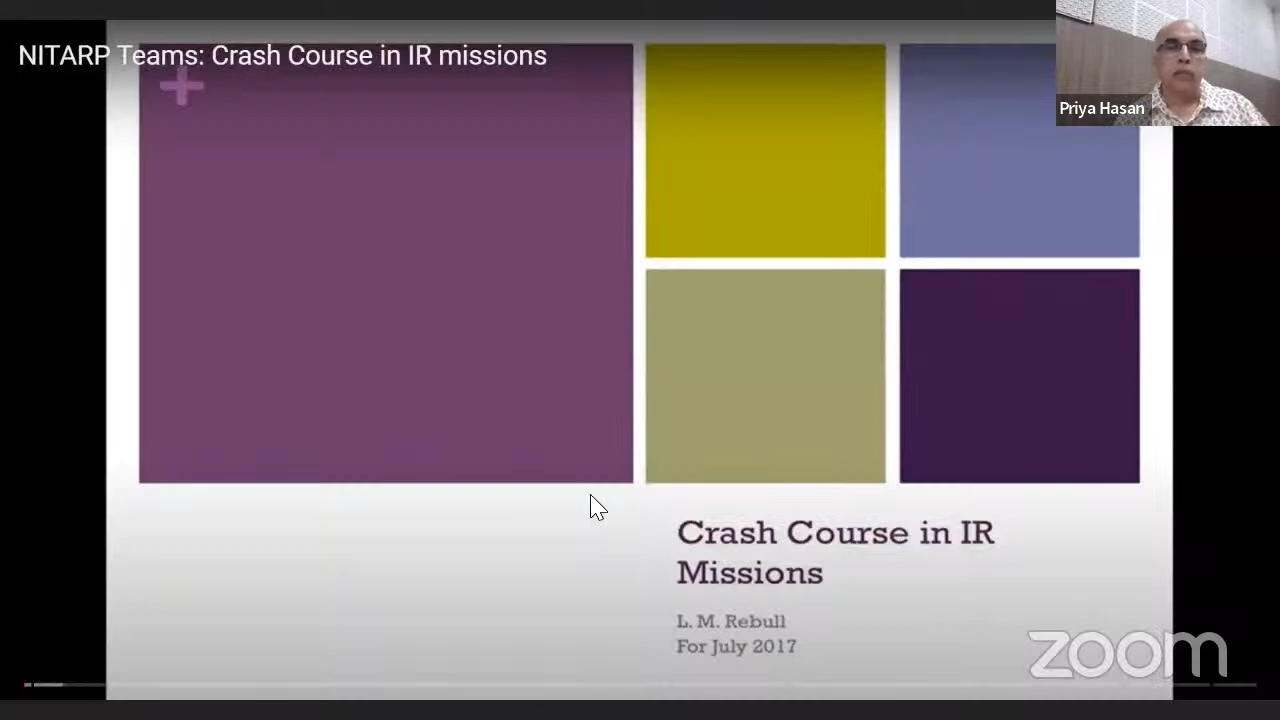 NITARP Teams: Crash Course in IR missions
Priya Hasan
Crash Course in IR
Missions
L. M. Rebull
For July 2017
zoom